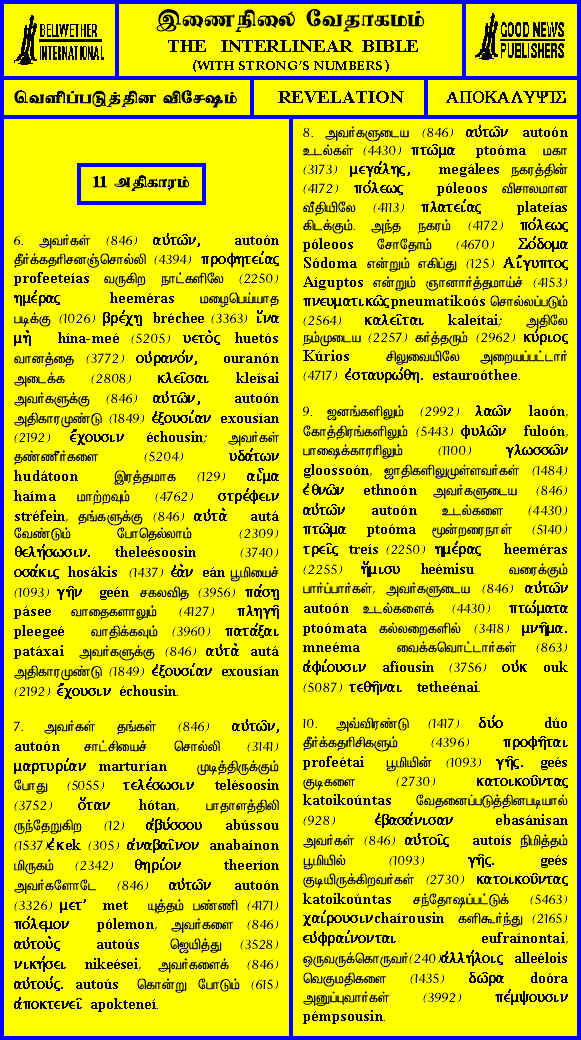 BELLWETHER
INTERNATIONAL
இணைநிலை வேதாகமம்
THE INTERLINEAR BIBLE
(WITH STRONG'S NUMBERS)
GOOD NEWS
PUBLISHERS
வெளிப்படுத்தின விசேஷம்
REVELATION
ΑΠΟΚΑΛΥΨΙΣ
11 அதிகாரம்
6. அவர்கள் (846) αὐτῶν, autoón
தீர்க்கதரிசனஞ்சொல்லி (4394) προφητείας
profeeteías வருகிற நாட்களிலே (2250)
ημέρας heeméras மழைபெய்யாத
படிக்கு (1026) βρέχῃ bréchee (3363) ἵνα
μὴ hína-meé (5205) υετὸς huetós
வானத்தை (3772) οὐρανόν, ouranón
அடைக்க (2808) κλεῖσαι kleísai
அவர்களுக்கு (846) αὐτῶν, autoón
அதிகாரமுண்டு (1849) ἐξουσίαν exousían
(2192) ἔχουσιν échousin; அவர்கள்
தண்ணீர்களை (5204) υδάτων
hudátoon இரத்தமாக (129) αἷμα
haíma மாற்றவும் (4762) στρέφειν
stréfein, தங்களுக்கு (846) αὐτὰ autá
வேண்டும் போதெல்லாம் (2309)
θελήσωσιν. theleésoosin (3740)
οσάκις hosákis (1437) ἐὰν eán பூமியைச்
(1093) γῆν geén சகலவித (3956) πάσῃ
pásee வாதைகளாலும் (4127) πληγῇ
pleegeé வாதிக்கவும் (3960) πατάξαι
patáxai அவர்களுக்கு (846) αὐτὰ autá
அதிகாரமுண்டு (1849) ἐξουσίαν exousían
(2192) ἔχουσιν échousin.
7. அவர்கள் தங்கள் (846) αὐτῶν,
autoón சாட்சியைச் சொல்லி (3141)
μαρτυρίαν marturían முடித்திருக்கும்
போது (5055) τελέσωσιν telésoosin
(3752) ὅταν hótan, பாதாளத்திலி
ருந்தேறுகிற (12) ἀβύσσου abússou
(1537)ἐκek (305) ἀναβαῖνον anabaínon
மிருகம் (2342) θηρίον theeríon
அவர்களோடே (846) αὐτῶν autoón
(3326) μετ' met யுத்தம் பண்ணி (4171)
πόλεμον pólemon, அவர்களை (846)
αὐτοὺς autoús ஜெயித்து (3528)
νικήσει nikeései, அவர்களைக் (846)
αὐτούς. autoús கொன்று போடும் (615)
ἀποκτενεῖ apokteneí.
8. அவர்களுடைய (846) αὐτῶν autoón
உடல்கள் (4430) πτῶμα ptoóma மகா
(3173) μεγάλης, megálees நகரத்தின்
(4172) πόλεως póleoos விசாலமான
வீதியிலே (4113) πλατείας plateías
கிடக்கும். அந்த நகரம் (4172) πόλεως
póleoos சோதோம் (4670) Σόδομα
Sódoma என்றும் எகிப்து (125) Αἴγυπτος
Aíguptos என்றும் ஞானார்த்தமாய்ச் (4153)
πνευματικῶςpneumatikoós சொல்லப்படும்
(2564) καλεῖται kaleítai; அதிலே
நம்முடைய (2257) கர்த்தரும் (2962) κύριος
Kúrios சிலுவையிலே அறையப்பட்டார்
(4717) ἐσταυρώθη. estauroóthee.
9. ஜனங்களிலும் (2992) λαῶν laoón,
கோத்திரங்களிலும் (5443) φυλῶν fuloón,
பாஷைக்காரரிலும் (1100) γλωσσῶν
gloossoón, ஜாதிகளிலுமுள்ளவர்கள் (1484)
ἐθνῶν ethnoón அவர்களுடைய (846)
αὐτῶν autoón உடல்களை (4430)
πτῶμα ptoóma மூன்றரைநாள் (5140)
τρεῖς treís (2250) ημέρας heeméras
(2255) ἥμισυ heémisu வரைக்கும்
பார்ப்பார்கள், அவர்களுடைய (846) αὐτῶν
autoón உடல்களைக் (4430) πτώματα
ptoómata கல்லறைகளில் (3418) μνῆμα.
mneéma வைக்கவொட்டார்கள் (863)
ἀφίουσιν afíousin (3756) οὐκ ouk
(5087) τεθῆναι tetheénai.
10. அவ்விரண்டு (1417) δύο dúo
தீர்க்கதரிசிகளும் (4396) προφῆται
profeétai பூமியின் (1093) γῆς. geés
குடிகளை (2730) κατοικοῦντας
katoikoúntas வேதனைப்படுத்தினபடியால்
(928) ἐβασάνισαν ebasánisan
அவர்கள் (846) αὐτοῖς autoís நிமித்தம்
பூமியில் (1093) γῆς. geés
குடியிருக்கிறவர்கள் (2730) κατοικοῦντας
katoikoúntas சந்தோஷப்பட்டுக் (5463)
χαίρουσινchaírousin களிகூர்ந்து (2165)
εὐφραίνονται eufraínontai,
ஒருவருக்கொருவர்(240)ἀλλήλοις alleélois
வெகுமதிகளை (1435) δῶρα doóra
அனுப்புவார்கள் (3992) πέμψουσιν
pémpsousin.